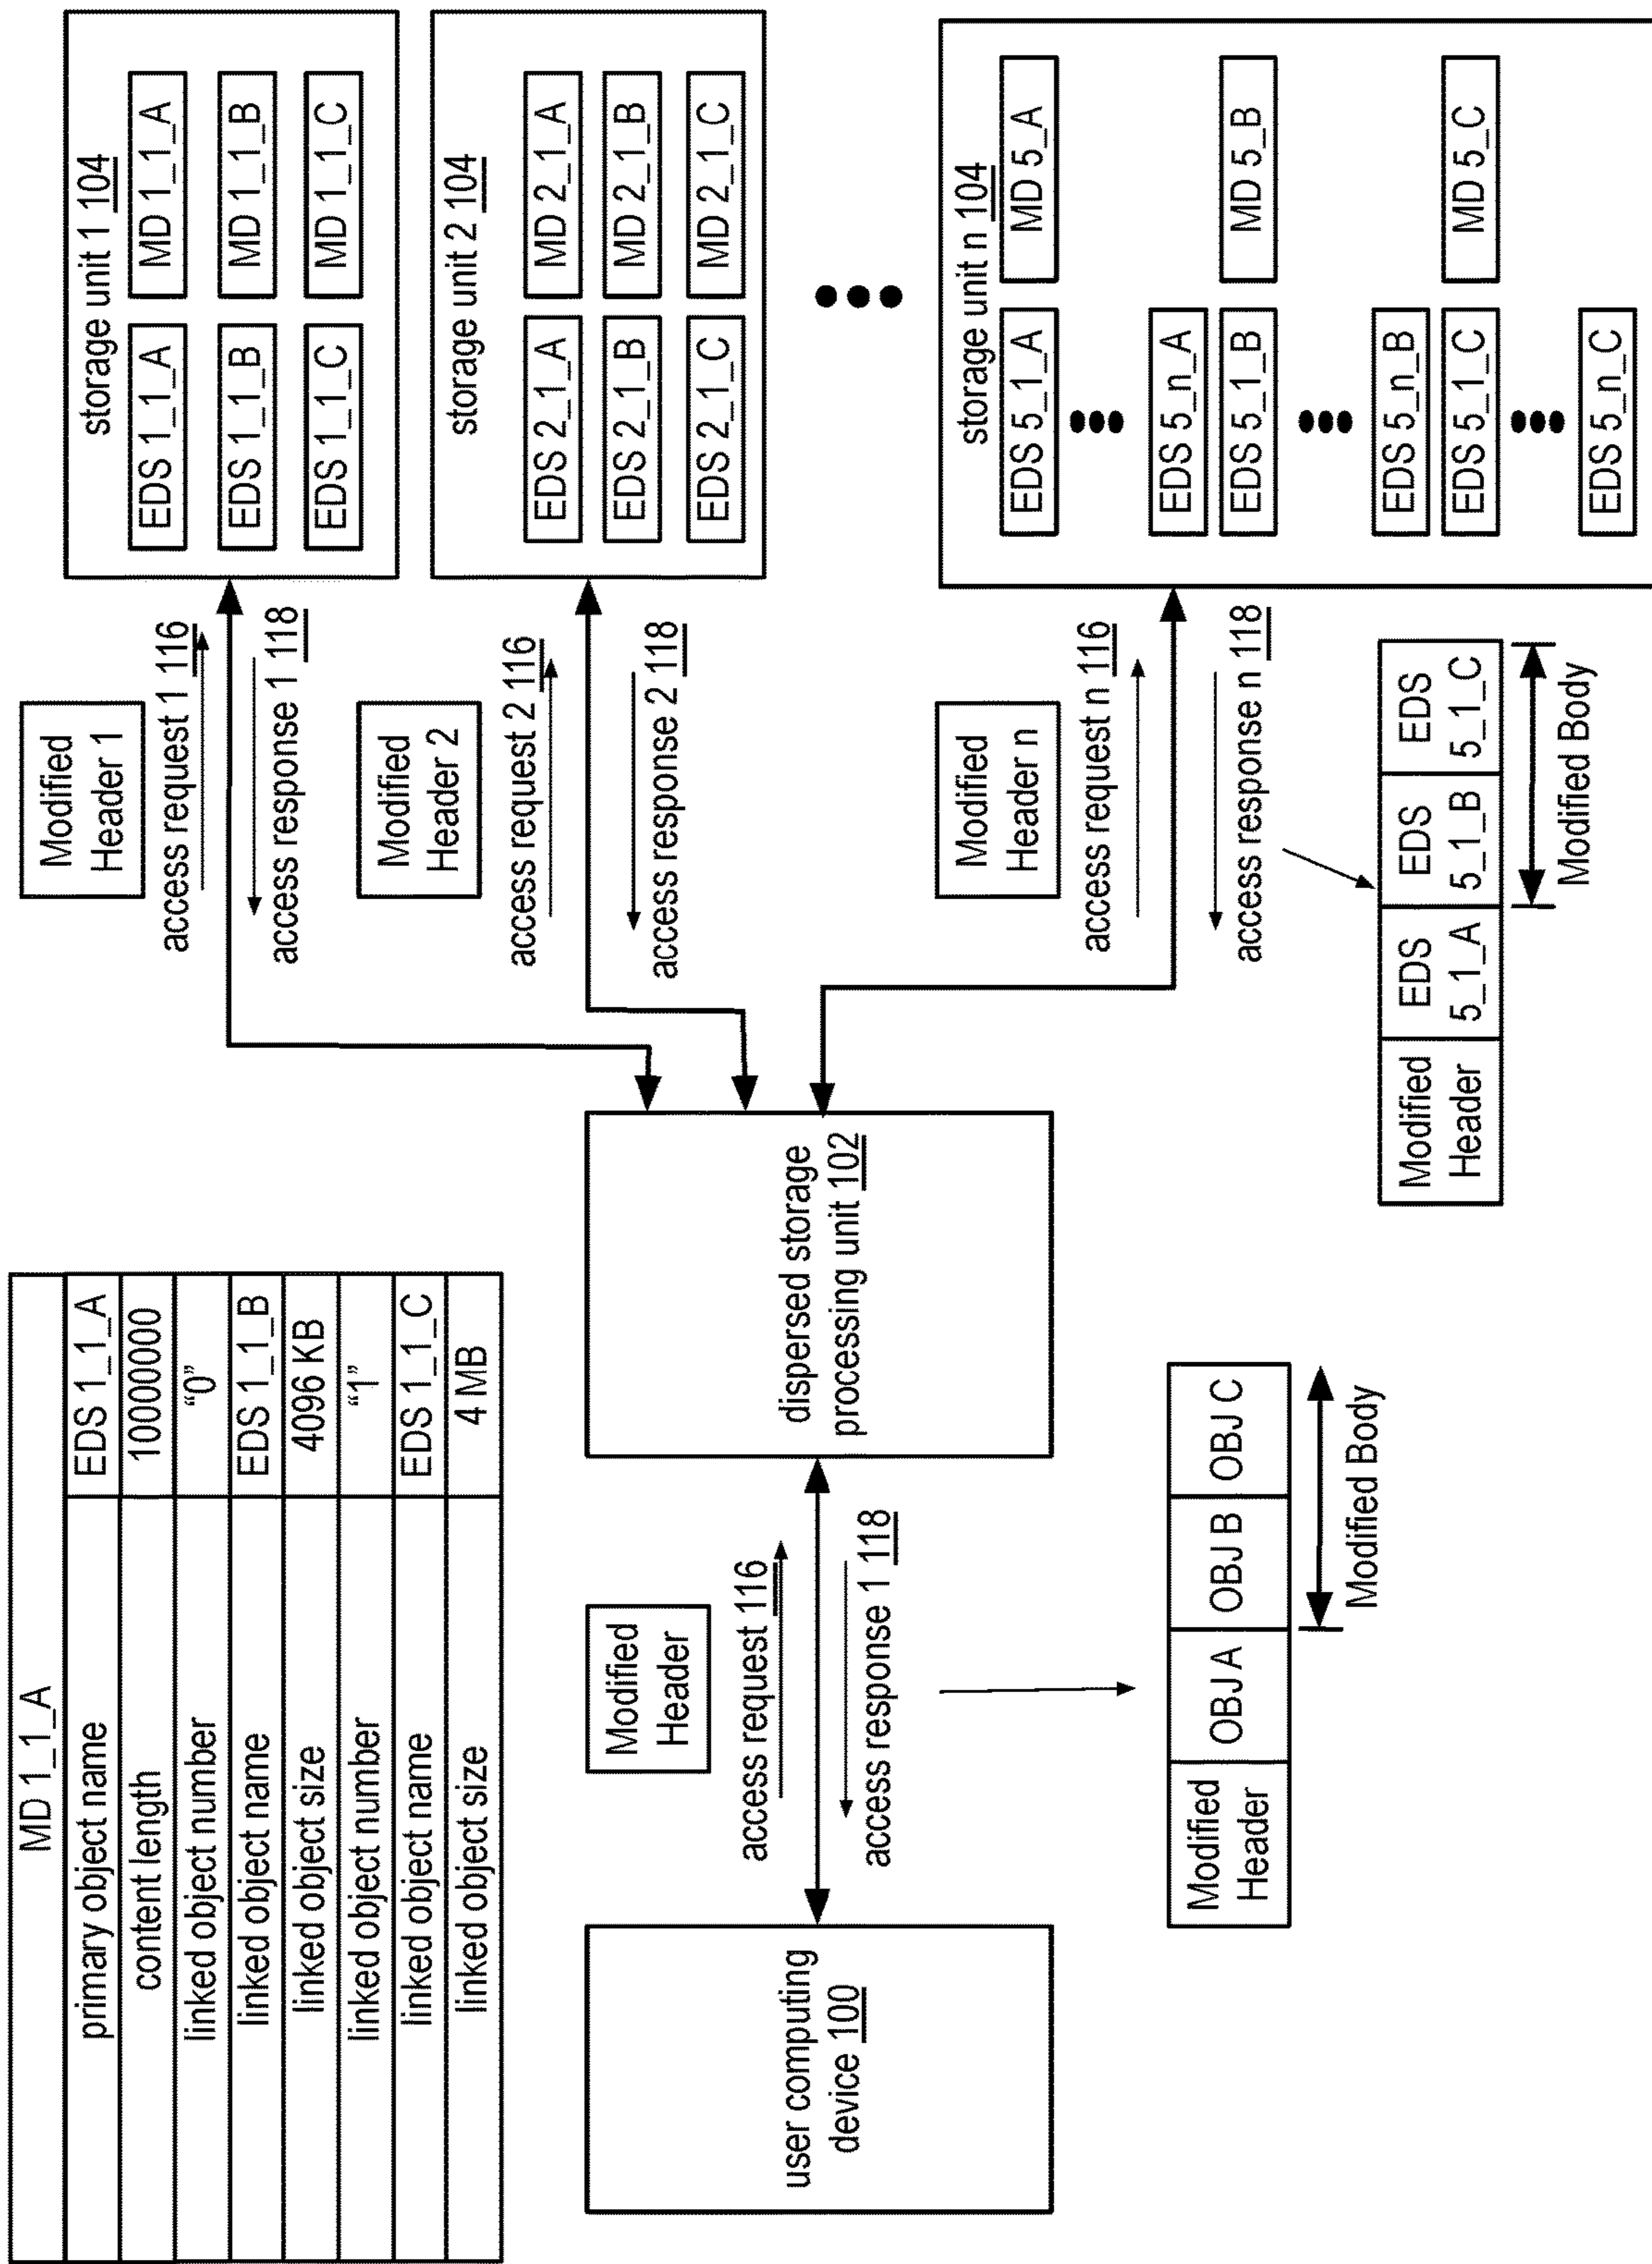 MD 1_1_A
primary object name EDS 1_1_A
content length 10000000
linked object number “0”
linked object name EDS 1_1_B
linked object size 4096 KB
linked object number “1”
linked object name EDS 1_1_C
linked object size 4 MB
user computing
device 100
Modified
Header
access request 116
access response 1 118
Modified
Header
OBJ A
OBJ B
OBJ C
Modified Body
dispersed storage
processing unit 102
Modified
Header 1
access request 1 116
access response 1 118
Modified
Header 2
access request 2 116
access response 2 118
Modified
Header n
access request n 116
access response n 118
Modified
Header
EDS
5_1_A
EDS
5_1_B
EDS
5_1_C
Modified Body
storage unit 1 104
EDS 1_1_A MD 1_1_A
EDS 1_1_B MD 1_1_B
EDS 1_1_C MD 1_1_C
storage unit 2 104
EDS 2_1_A MD 2_1_A
EDS 2_1_B MD 2_1_B
EDS 2_1_C MD 2_1_C
storage unit n 104
EDS 5_1_A MD 5_A
EDS 5_n_A
EDS 5_1_B MD 5_B
EDS 5_n_B
EDS 5_1_C MD 5_C
EDS 5_n_C